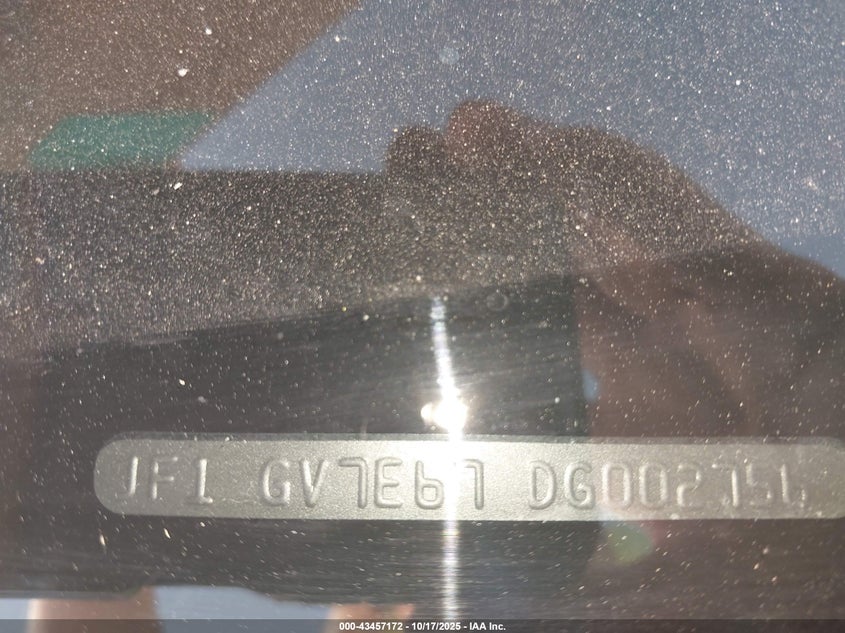 JF1 GV7E67 DG002756
000-43457172 • 10/17/2025 • IAA Inc.